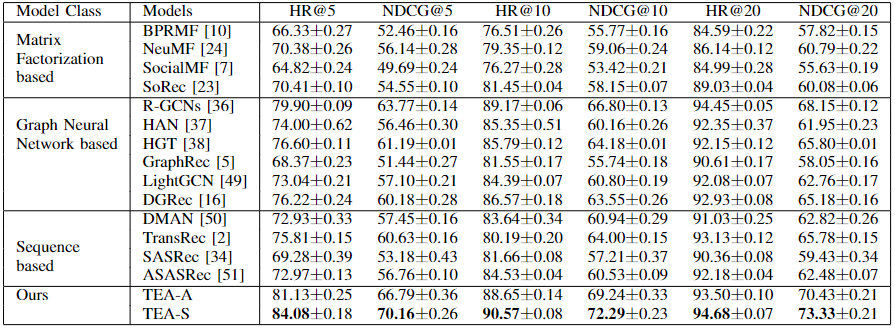 Model Class Models HR@5 NDCG@5 HR@10 NDCG@10 HR@20 NDCG@20
Matrix Factorization based
BPRMF [10] 66.33±0.27 52.46±0.16 76.51±0.26 55.77±0.16 84.59±0.22 57.82±0.15
NeuMF [24] 70.38±0.26 56.14±0.28 79.35±0.12 59.06±0.24 86.14±0.12 60.79±0.22
SocialMF [7] 64.82±0.24 49.69±0.24 76.27±0.28 53.42±0.21 84.99±0.28 55.63±0.19
SoRec [23] 70.41±0.10 54.55±0.10 81.45±0.04 58.15±0.07 89.03±0.04 60.08±0.06
Graph Neural Network based
R-GCNs [36] 79.90±0.09 63.77±0.14 89.17±0.06 66.80±0.13 94.45±0.05 68.15±0.12
HAN [37] 74.00±0.62 56.46±0.30 85.35±0.51 60.16±0.26 92.35±0.37 61.95±0.23
HGT [38] 76.60±0.11 61.19±0.01 85.79±0.12 64.18±0.01 92.15±0.12 65.80±0.01
GraphRec [5] 68.37±0.23 51.44±0.27 81.55±0.17 55.74±0.18 90.61±0.17 58.05±0.16
LightGCN [49] 73.04±0.21 57.10±0.21 84.39±0.07 60.80±0.19 92.08±0.07 62.76±0.17
DGRec [16] 76.22±0.24 60.18±0.28 86.57±0.18 63.55±0.26 92.93±0.08 65.18±0.16
Sequence based
DMAN [50] 72.93±0.33 57.45±0.16 83.64±0.34 60.94±0.29 91.03±0.25 62.82±0.26
TransRec [2] 75.81±0.15 60.63±0.16 80.19±0.20 64.00±0.15 93.13±0.12 65.78±0.15
SASRec [34] 69.28±0.39 53.18±0.43 81.66±0.08 57.21±0.37 90.36±0.08 59.43±0.34
ASASRec [51] 72.97±0.13 56.76±0.10 84.53±0.04 60.53±0.09 92.18±0.04 62.48±0.07
Ours
TEA-A 81.13±0.25 66.79±0.36 88.65±0.14 69.24±0.33 93.50±0.10 70.43±0.21
TEA-S 84.08±0.18 70.16±0.26 90.57±0.08 72.29±0.23 94.68±0.07 73.33±0.21